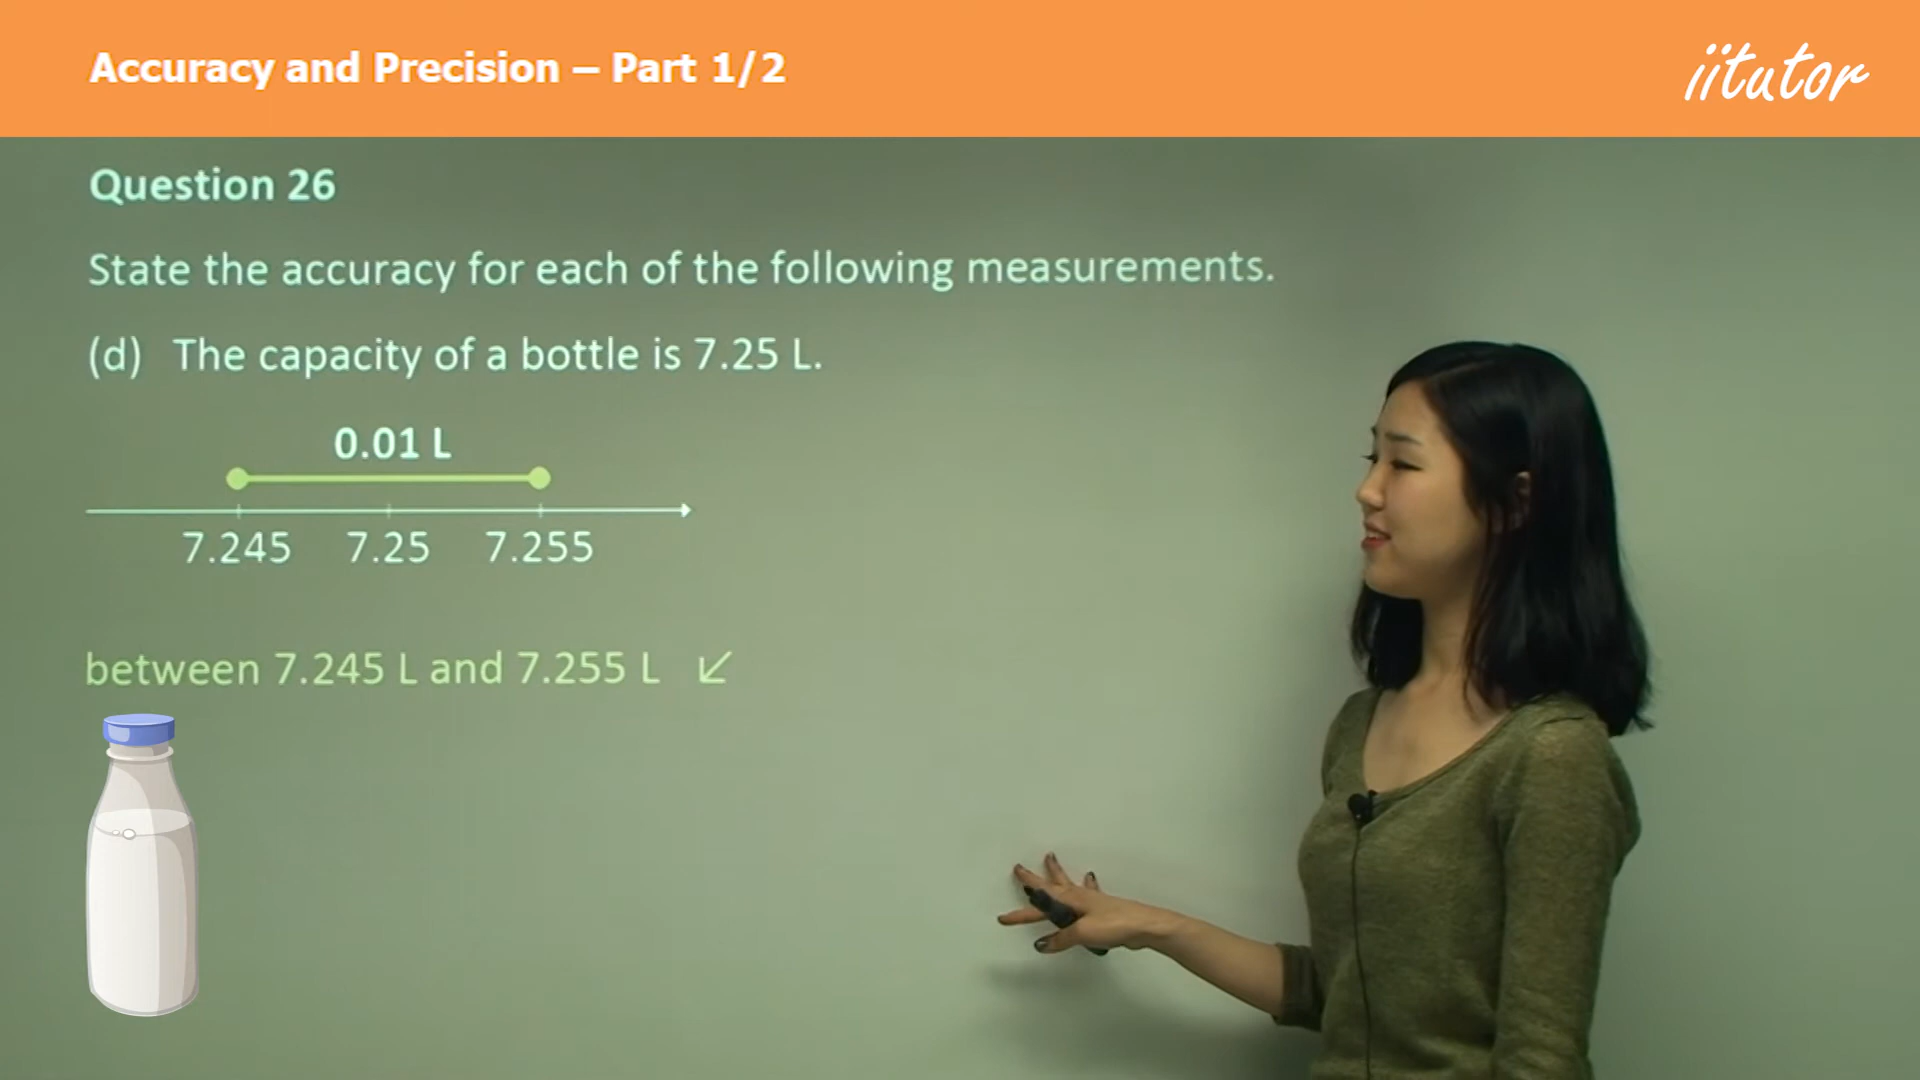 Accuracy and Precision – Part 1/2
iitutor
Question 26
State the accuracy for each of the following measurements.
(d) The capacity of a bottle is 7.25 L.
0.01 L
7.245 7.25 7.255
between 7.245 L and 7.255 L ↙